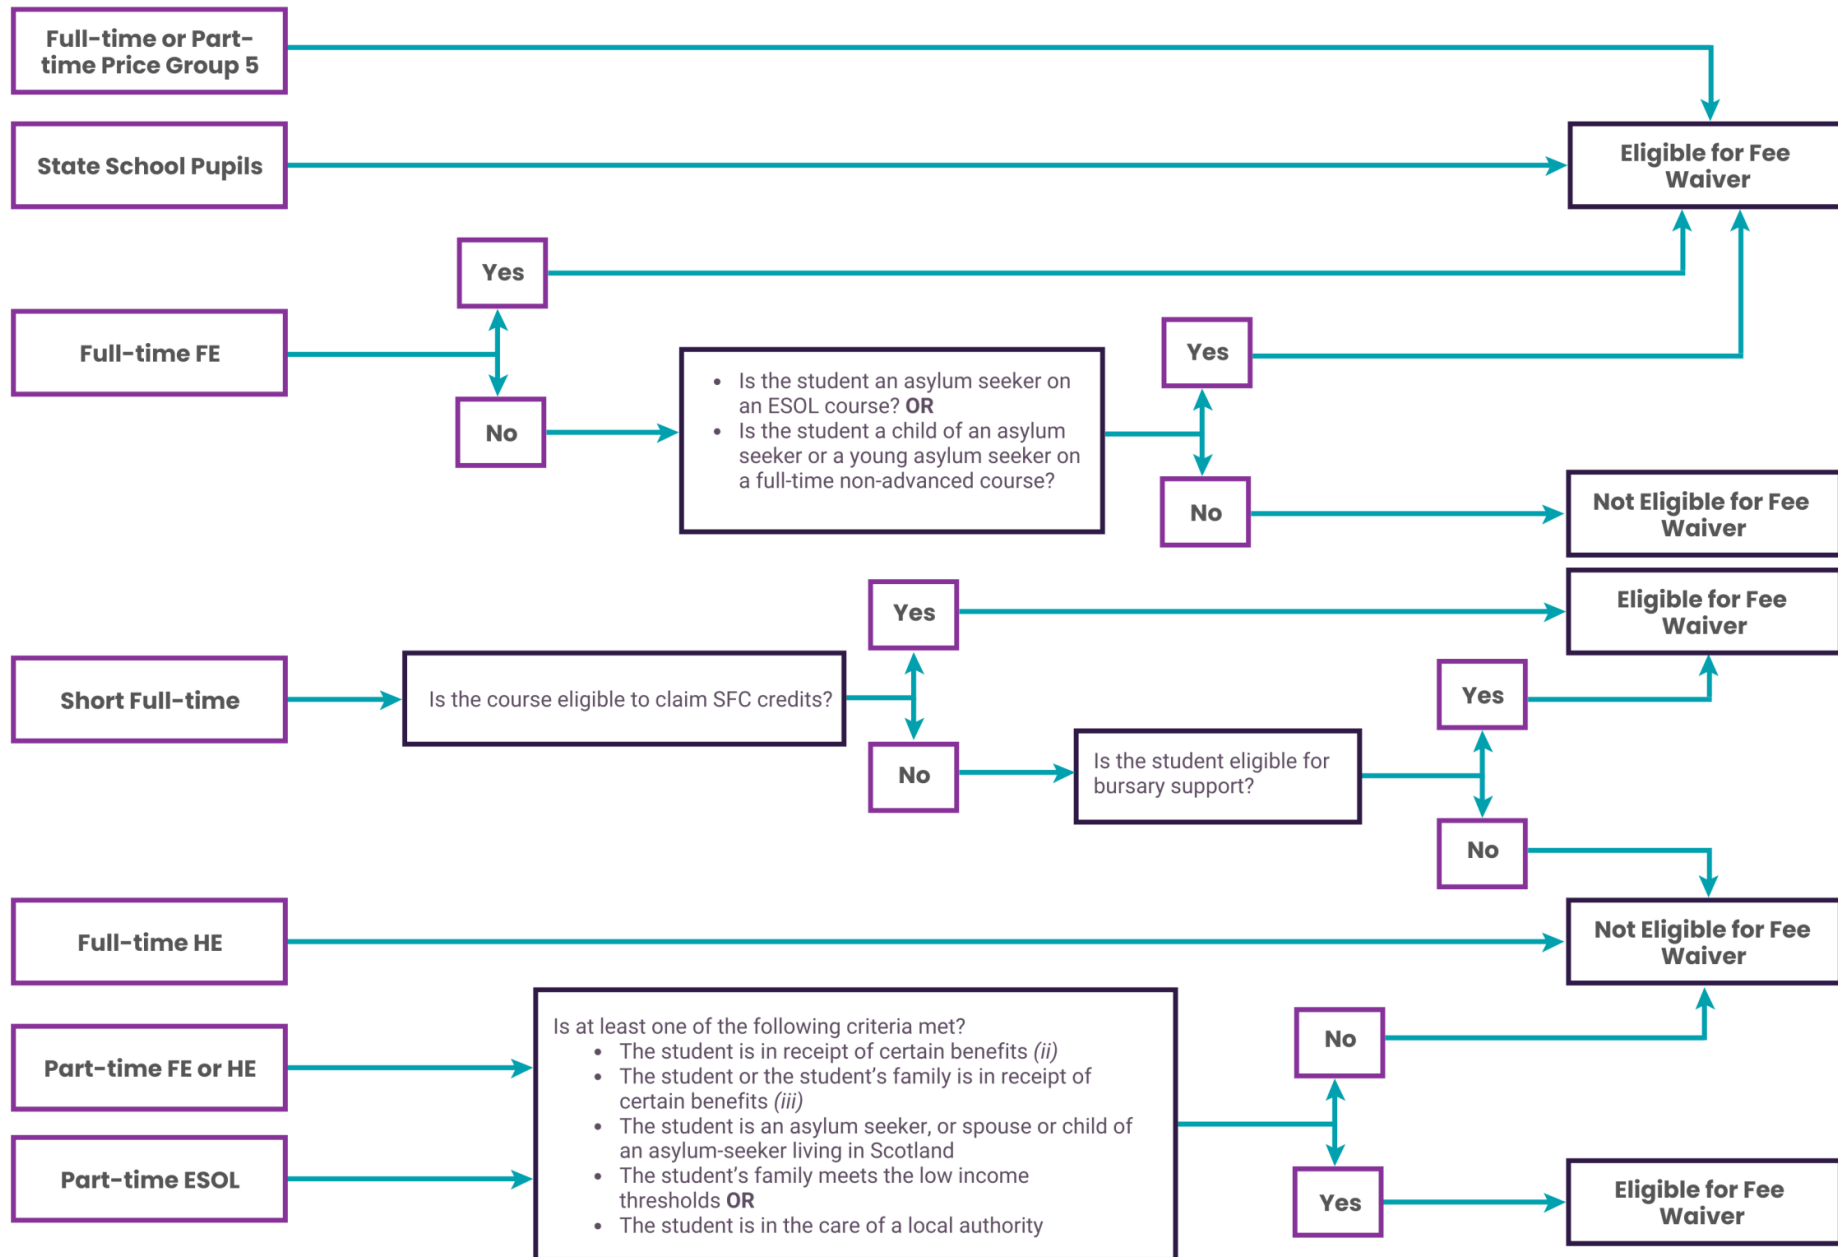 Full-time or Part-
time Price Group 5
State School Pupils
Eligible for Fee
Waiver
Yes
Full-time FE
No
• Is the student an asylum seeker on
an ESOL course? OR
• Is the student a child of an asylum
seeker or a young asylum seeker on
a full-time non-advanced course?
Yes
No
Not Eligible for Fee
Waiver
Short Full-time
Is the course eligible to claim SFC credits?
Yes
Eligible for Fee
Waiver
No
Is the student eligible for
bursary support?
Yes
No
Full-time HE
Not Eligible for Fee
Waiver
Part-time FE or HE
Part-time ESOL
Is at least one of the following criteria met?
• The student is in receipt of certain benefits (ii)
• The student or the student's family is in receipt of
certain benefits (iii)
• The student is an asylum seeker, or spouse or child of
an asylum-seeker living in Scotland
• The student's family meets the low income
thresholds OR
• The student is in the care of a local authority
No
Yes
Eligible for Fee
Waiver